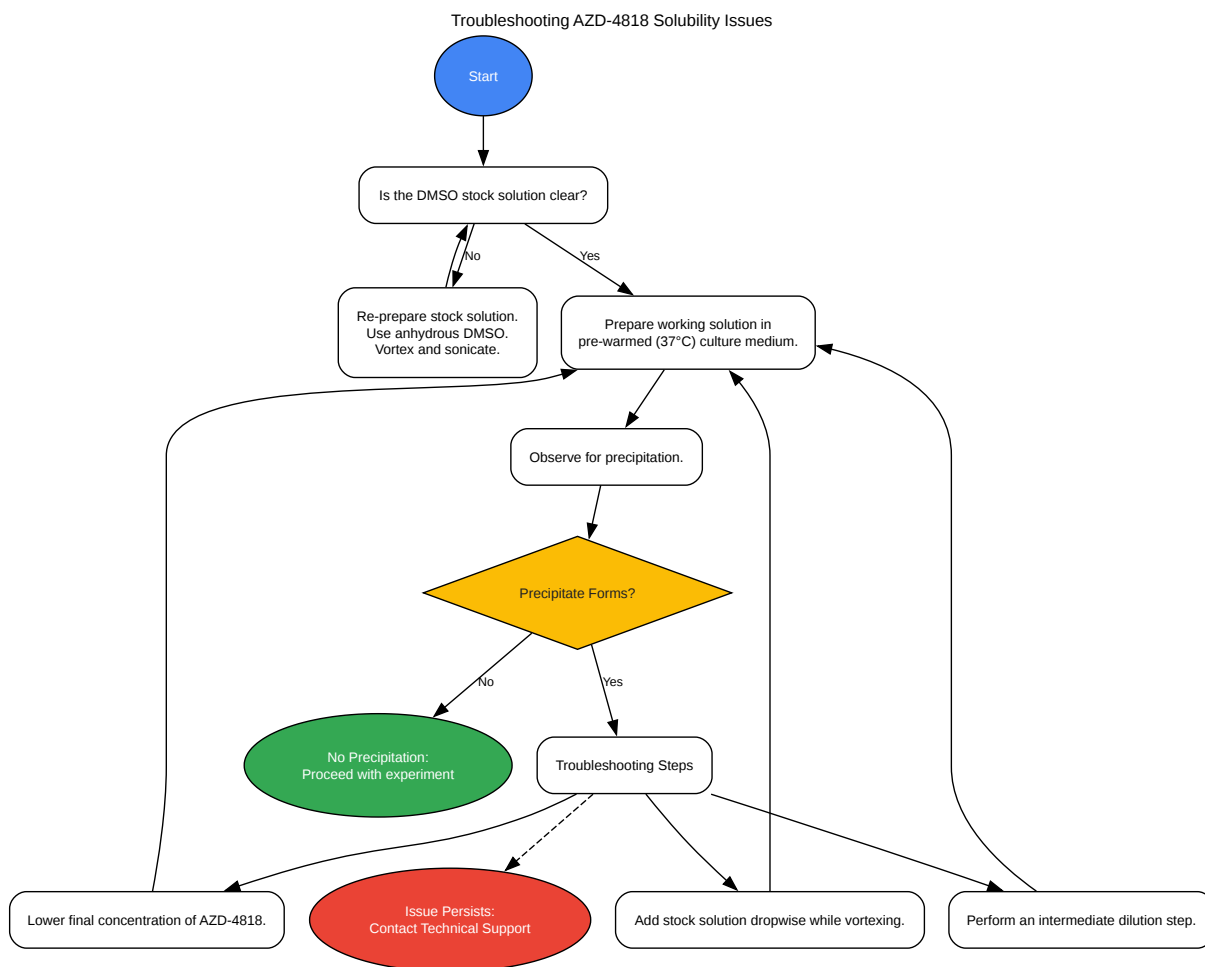 Troubleshooting AZD-4818 Solubility Issues
Start
Is the DMSO stock solution clear?
No
Yes
Re-prepare stock solution.
Use anhydrous DMSO.
Vortex and sonicate.
Prepare working solution in
pre-warmed (37°C) culture medium.
Observe for precipitation.
Precipitate Forms?
No
Yes
No Precipitation:
Proceed with experiment
Troubleshooting Steps
Lower final concentration of AZD-4818.
Issue Persists:
Contact Technical Support
Add stock solution dropwise while vortexing.
Perform an intermediate dilution step.